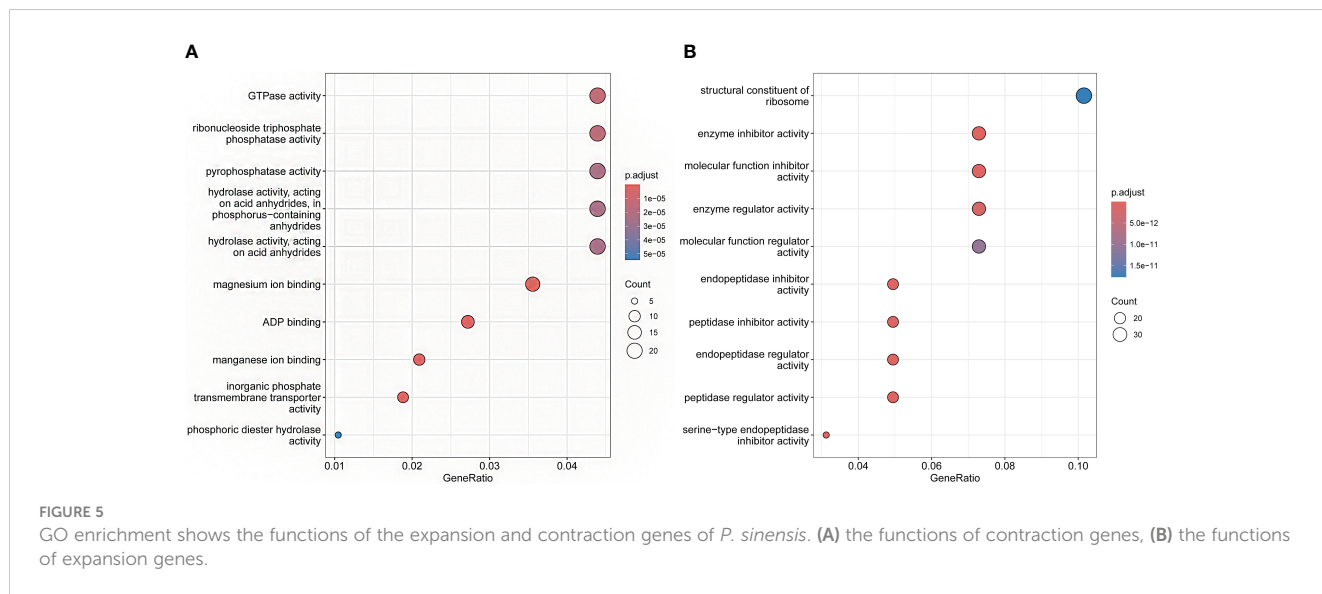 A
GTPase activity
ribonucleoside triphosphate
phosphatase activity
pyrophosphatase activity
hydrolase activity, acting
on acid anhydrides, in
phosphorus−containing
anhydrides
hydrolase activity, acting
on acid anhydrides
magnesium ion binding
ADP binding
manganese ion binding
inorganic phosphate
transmembrane transporter
activity
phosphoric diester hydrolase
activity
0.01 0.02 0.03 0.04
GeneRatio
p.adjust
1e−05
2e−05
3e−05
4e−05
5e−05
Count
5
10
15
20
B
structural constituent of
ribosome
enzyme inhibitor activity
molecular function inhibitor
activity
enzyme regulator activity
molecular function regulator
activity
endopeptidase inhibitor
activity
peptidase inhibitor activity
endopeptidase regulator
activity
peptidase regulator activity
serine−type endopeptidase
inhibitor activity
0.04 0.06 0.08 0.10
GeneRatio
p.adjust
5.0e−12
1.0e−11
1.5e−11
Count
20
30
FIGURE 5
GO enrichment shows the functions of the expansion and contraction genes of P. sinensis. (A) the functions of contraction genes, (B) the functions
of expansion genes.